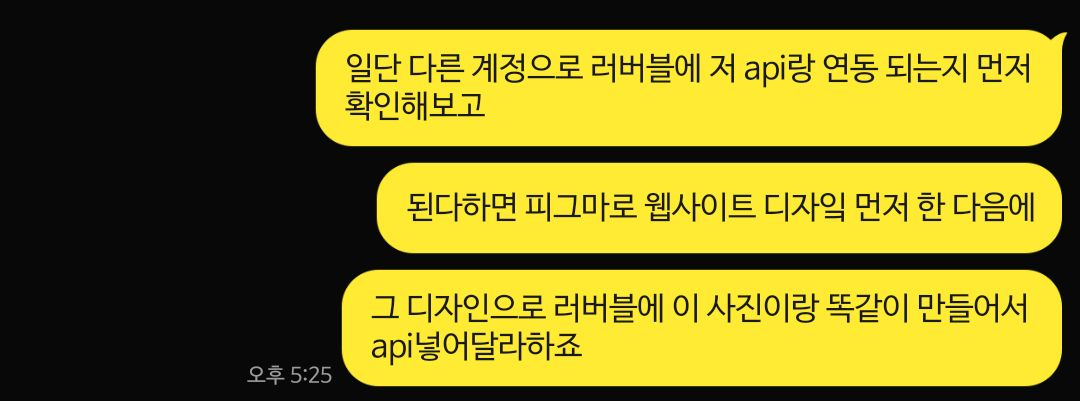 일단 다른 계정으로 러버블에 저 api랑 연동 되는지 먼저
확인해보고
된다하면 피그마로 웹사이트 디자잍 먼저 한 다음에
그 디자인으로 러버블에 이 사진이랑 똑같이 만들어서
api넣어달라하죠
오후 5:25